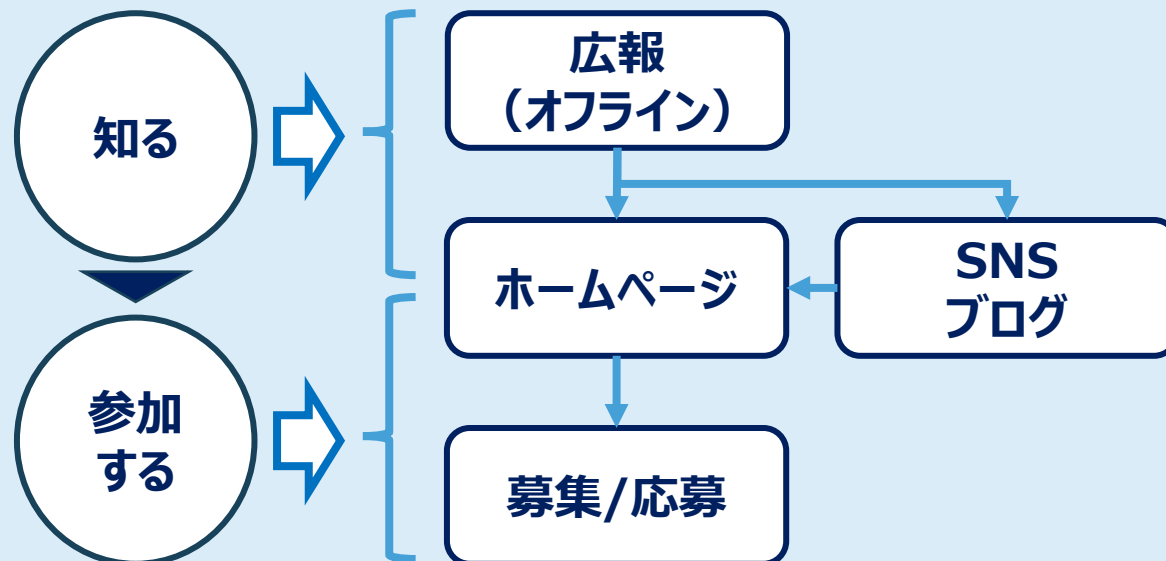 知る
広報
（オフライン）
ホームページ
SNS
ブログ
参加
する
募集/応募